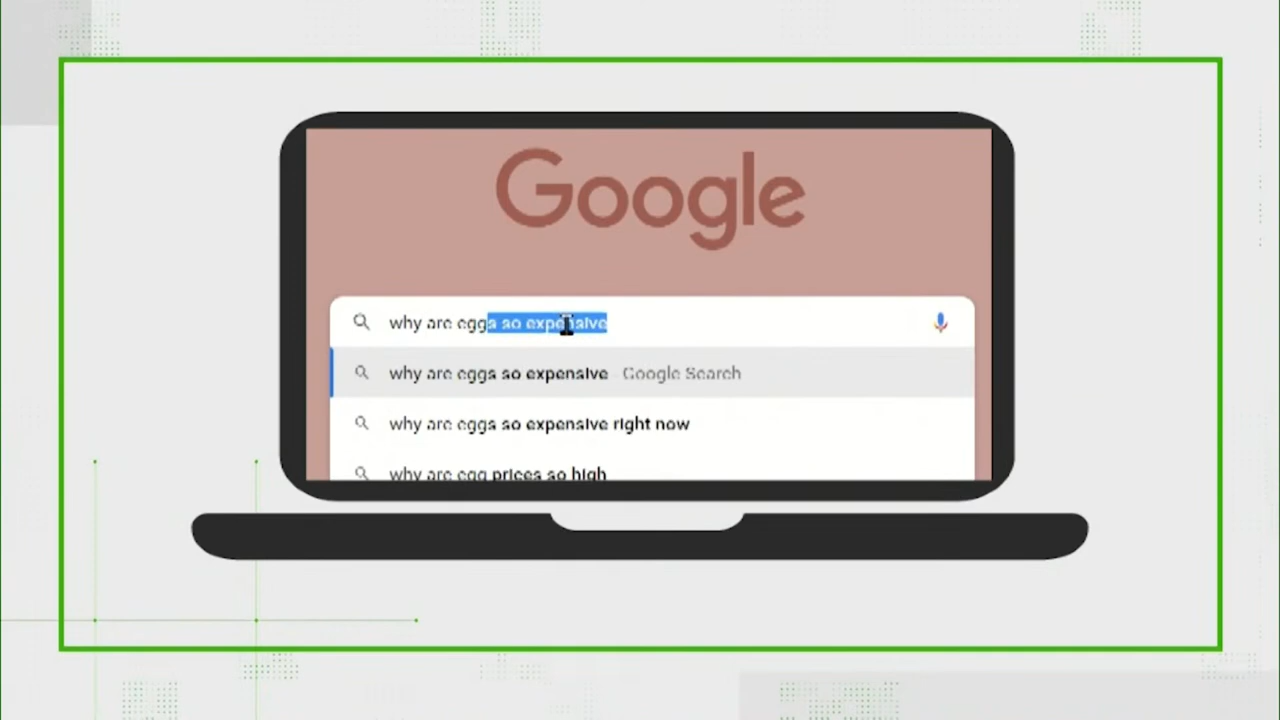 Google
why are eggs so expensive
why are eggs so expensive Google Search
why are eggs so expensive right now
why are egg prices so high